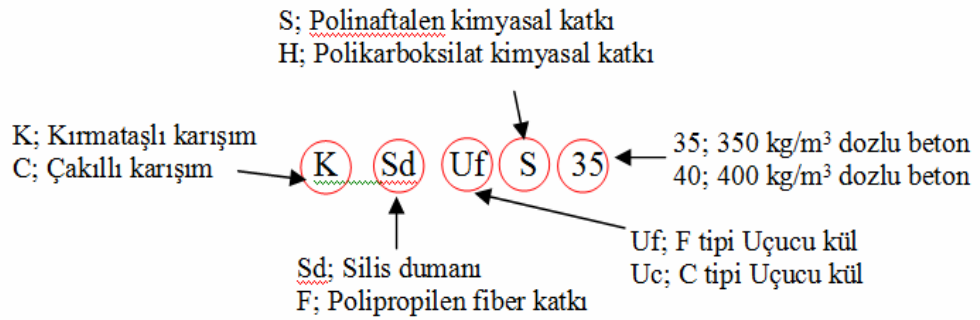 S; Polinaftalen kimyasal katkı
H; Polikarboksilat kimyasal katkı
K; Kırmataşlı karışım
C; Çakıllı karışım
K Sd Uf S 35
35; 350 kg/m³ dozlu beton
40; 400 kg/m³ dozlu beton
Uf; F tipi Uçucu kül
Uc; C tipi Uçucu kül
Sd; Silis dumanı
F; Polipropilen fiber katkı